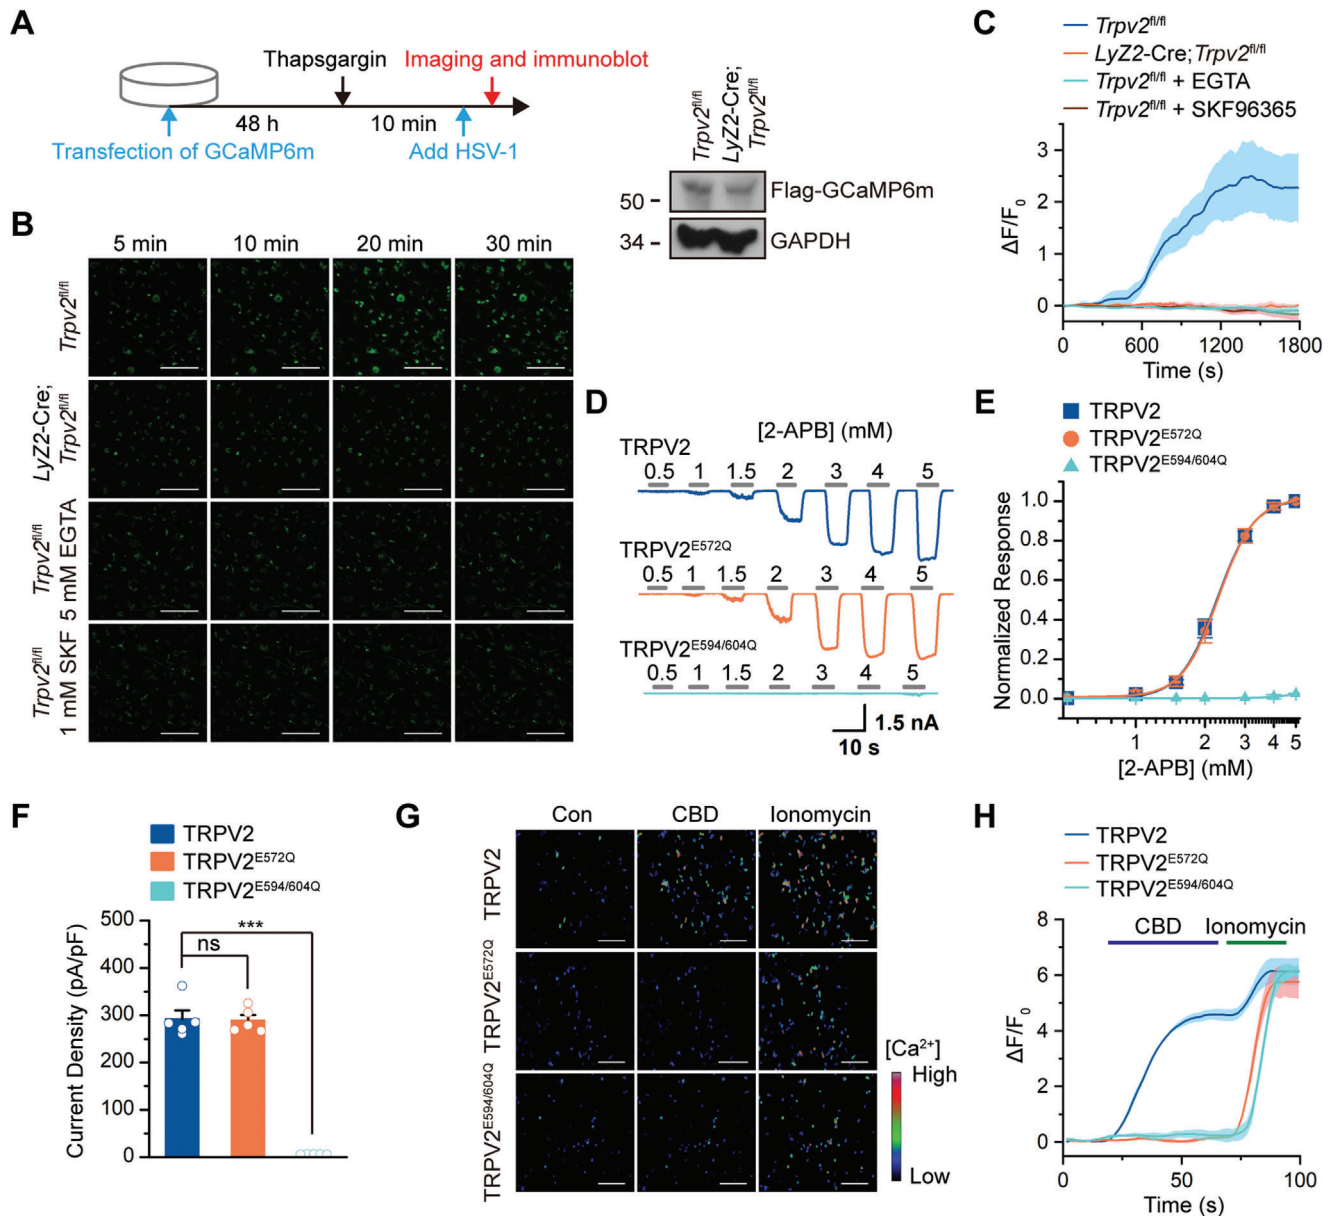 A
Thapsgargin
Imaging and immunoblot
48 h
10 min
Transfection of GCaMP6m
Add HSV-1
Trpv2fl/fl
LyZ2-Cre;
Trpv2fl/fl
50
Flag-GCaMP6m
34
GAPDH
B
5 min
10 min
20 min
30 min
Trpv2fl/fl
LyZ2-Cre;
Trpv2fl/fl
Trpv2fl/fl
5 mM EGTA
Trpv2fl/fl
1 mM SKF
C
Trpv2fl/fl
LyZ2-Cre;Trpv2fl/fl
Trpv2fl/fl + EGTA
Trpv2fl/fl + SKF96365
3
2
1
0
ΔF/F0
0
600
1200
1800
Time (s)
D
[2-APB] (mM)
TRPV2
0.5 1 1.5 2 3 4 5
TRPV2E572Q
0.5 1 1.5 2 3 4 5
TRPV2E594/604Q
0.5 1 1.5 2 3 4 5
1.5 nA
10 s
E
TRPV2
TRPV2E572Q
TRPV2E594/604Q
1.0
0.8
0.6
0.4
0.2
0.0
Normalized Response
1 2 3 4 5
[2-APB] (mM)
F
TRPV2
TRPV2E572Q
TRPV2E594/604Q
500
400
300
200
100
0
Current Density (pA/pF)
***
ns
G
Con
CBD
Ionomycin
TRPV2
TRPV2E572Q
TRPV2E594/604Q
[Ca2+]
High
Low
H
TRPV2
TRPV2E572Q
TRPV2E594/604Q
CBD
Ionomycin
8
6
4
2
0
ΔF/F0
0
50
100
Time (s)